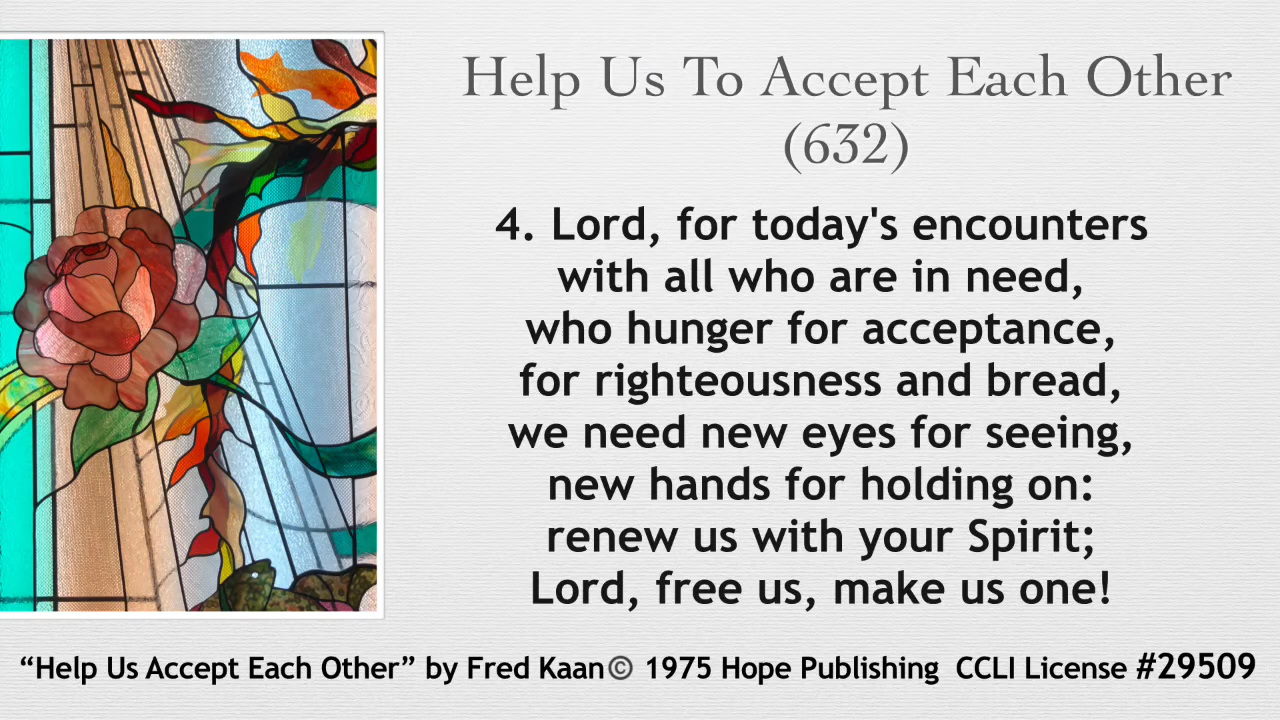 Help Us To Accept Each Other
(632)
4. Lord, for today's encounters
with all who are in need,
who hunger for acceptance,
for righteousness and bread,
we need new eyes for seeing,
new hands for holding on:
renew us with your Spirit;
Lord, free us, make us one!
“Help Us Accept Each Other” by Fred Kaan© 1975 Hope Publishing  CCLI License #29509